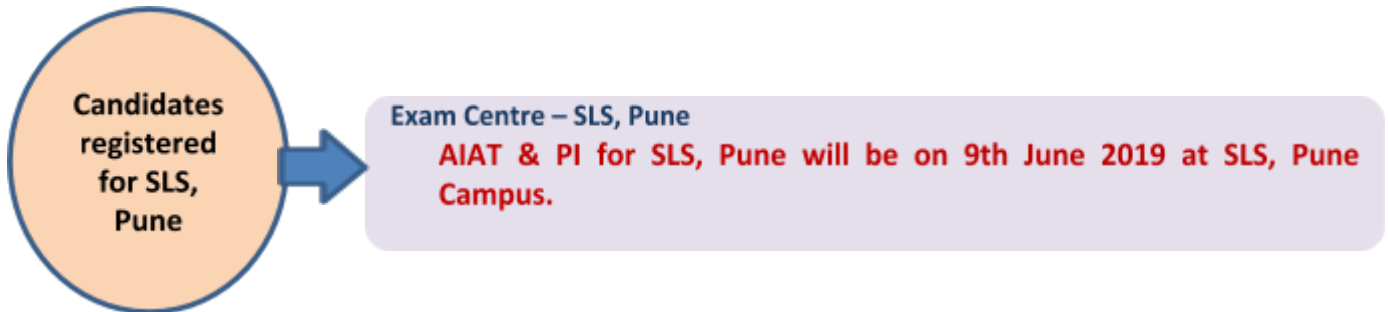 Candidates
registered
for SLS,
Pune
Exam Centre – SLS, Pune
AIAT & PI for SLS, Pune will be on 9th June 2019 at SLS, Pune
Campus.